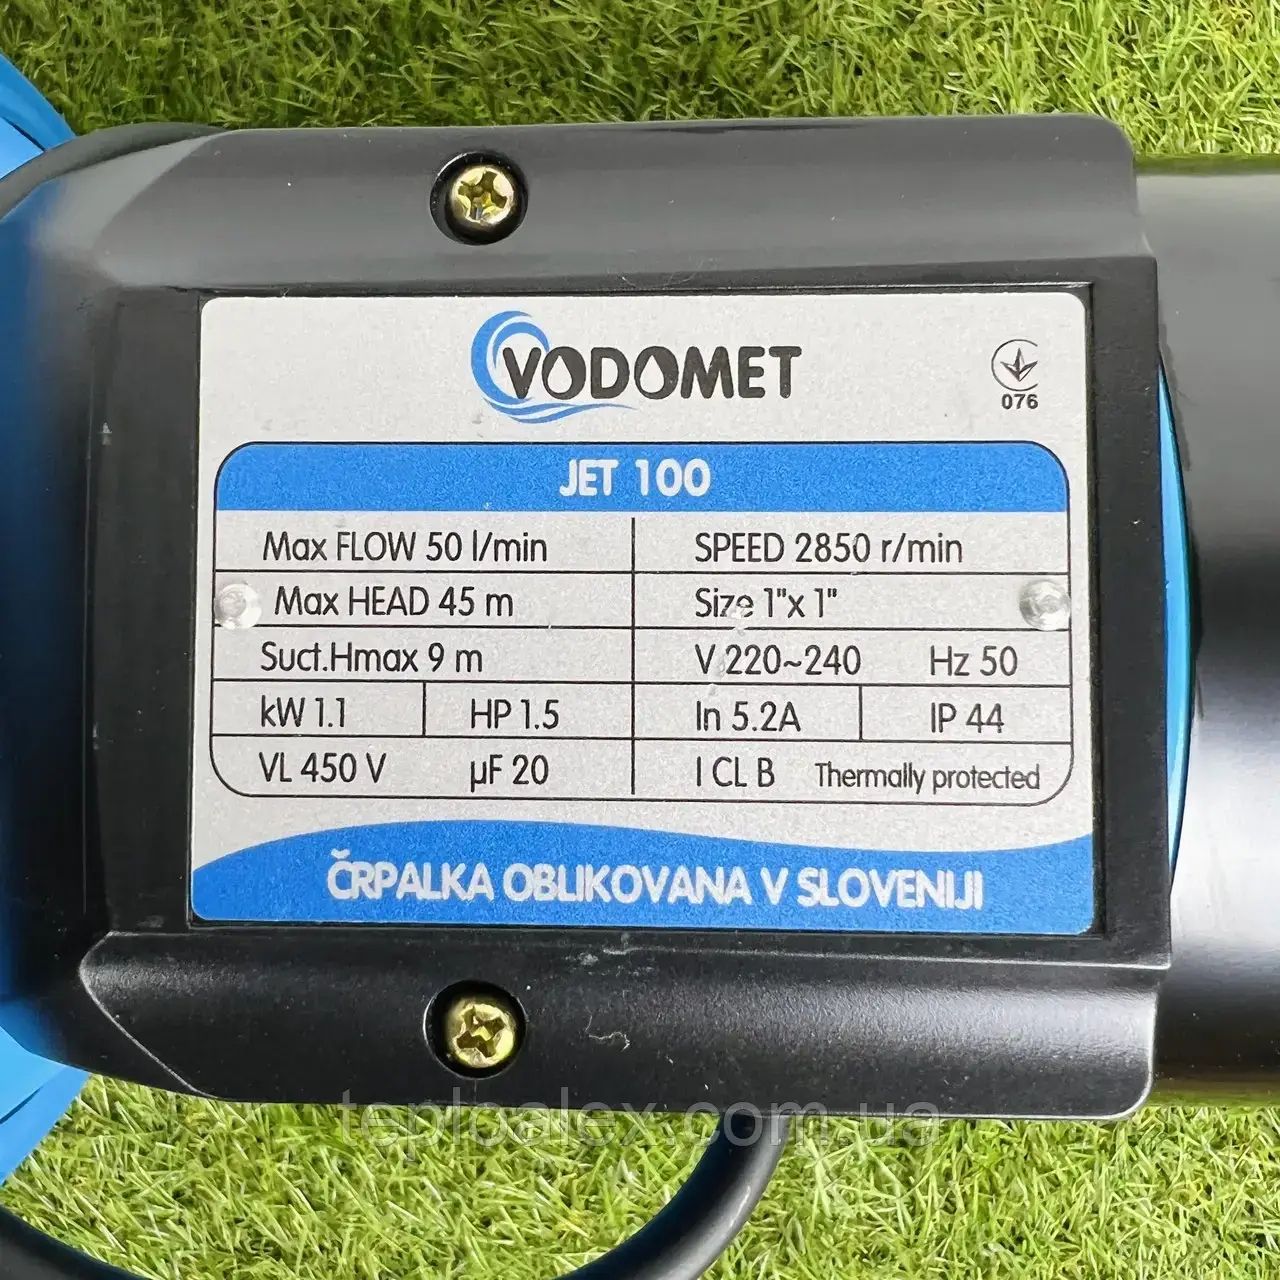 VODOMET
076
JET 100
Max FLOW 50 l/min SPEED 2850 r/min
Max HEAD 45 m Size 1"x 1"
Suct.Hmax 9 m V 220~240 Hz 50
kW 1.1 HP 1.5 In 5.2A IP 44
VL 450 V µF 20 I CL B Thermally protected
ČRPALKA OBLIKOVANA V SLOVENIJI
teploalex.com.ua